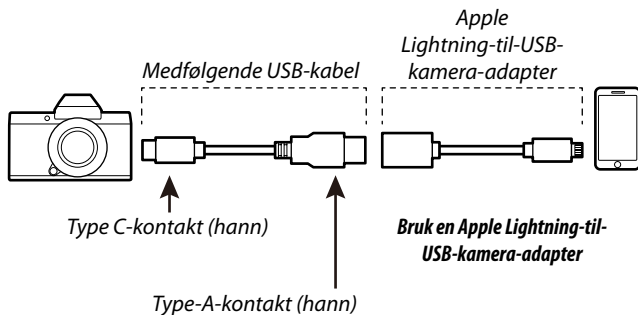 Medfølgende USB-kabel
Apple
Lightning-til-USB-
kamera-adapter
Type C-kontakt (hann)
Type-A-kontakt (hann)
Bruk en Apple Lightning-til-
USB-kamera-adapter